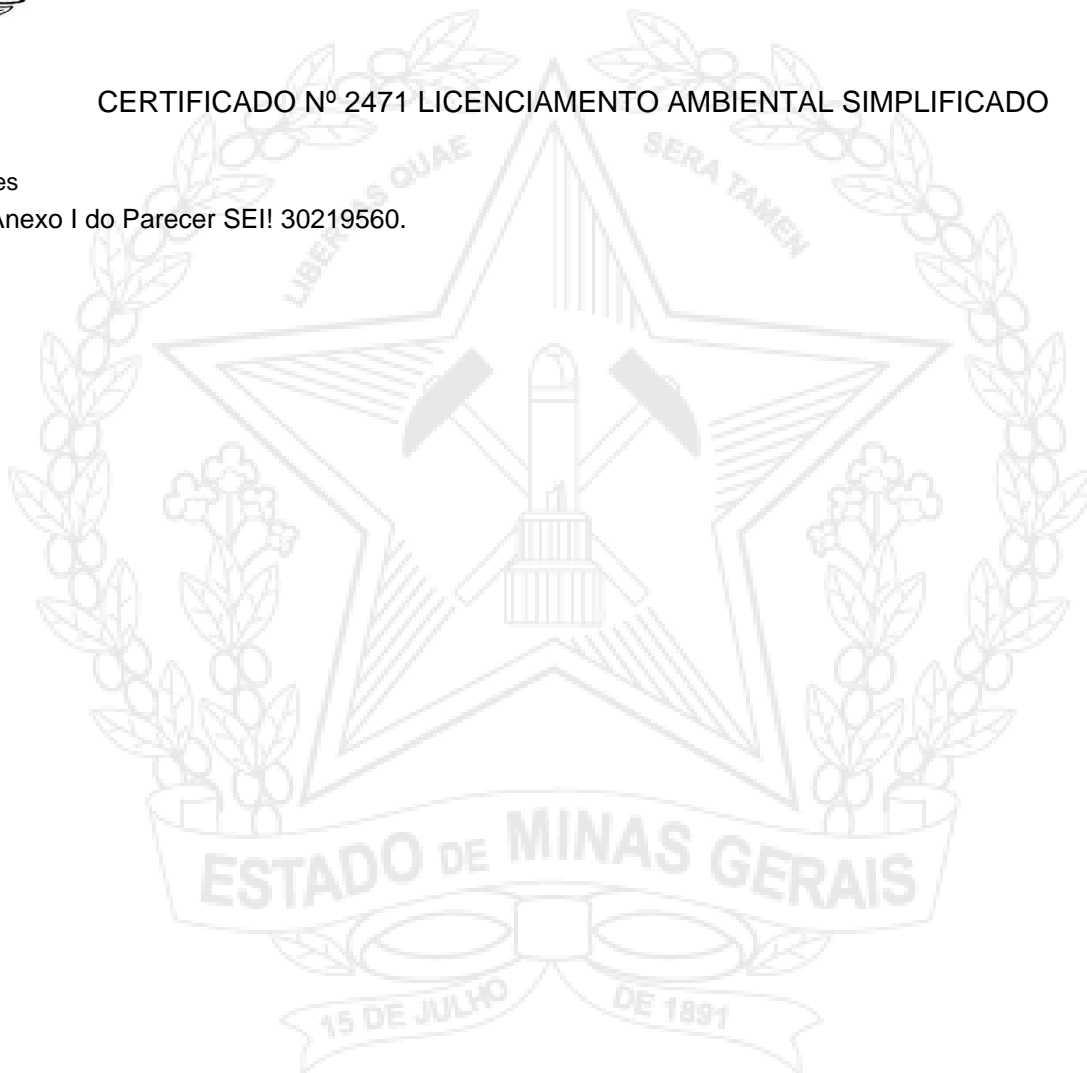 CERTIFICADO Nº 2471 LICENCIAMENTO AMBIENTAL SIMPLIFICADO
es
Anexo I do Parecer SEI! 30219560.
LIBERTAS QUAE SERA TAMEN
ESTADO DE MINAS GERAIS
15 DE JULHO DE 1891